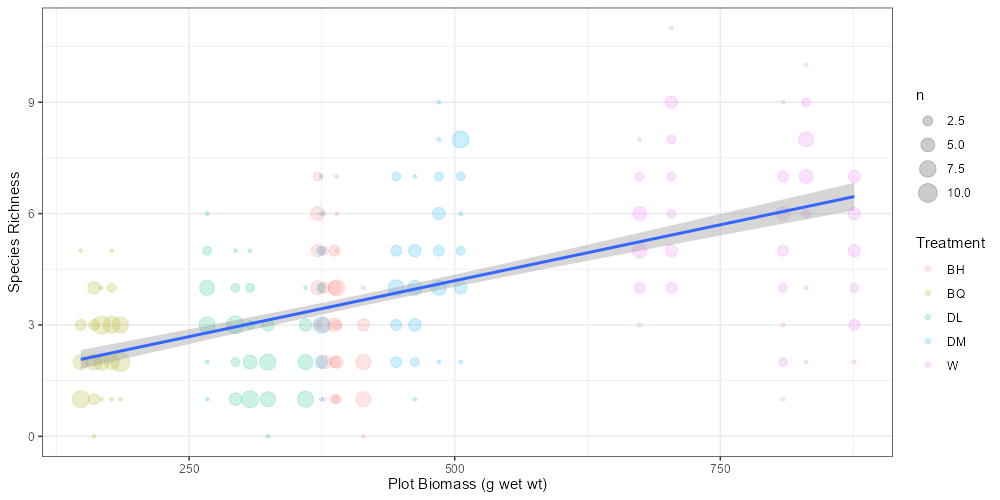 9
6
3
0
Species Richness
250
500
750
Plot Biomass (g wet wt)
n
2.5
5.0
7.5
10.0
Treatment
BH
BQ
DL
DM
W